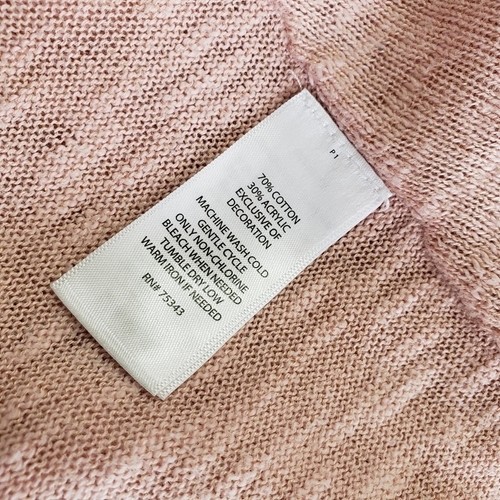 P-1
70% COTTON
30% ACRYLIC
EXCLUSIVE OF
DECORATION
MACHINE WASH COLD
GENTLE CYCLE
ONLY NON-CHLORINE
BLEACH WHEN NEEDED
TUMBLE DRY LOW
WARM IRON IF NEEDED
RN# 75343